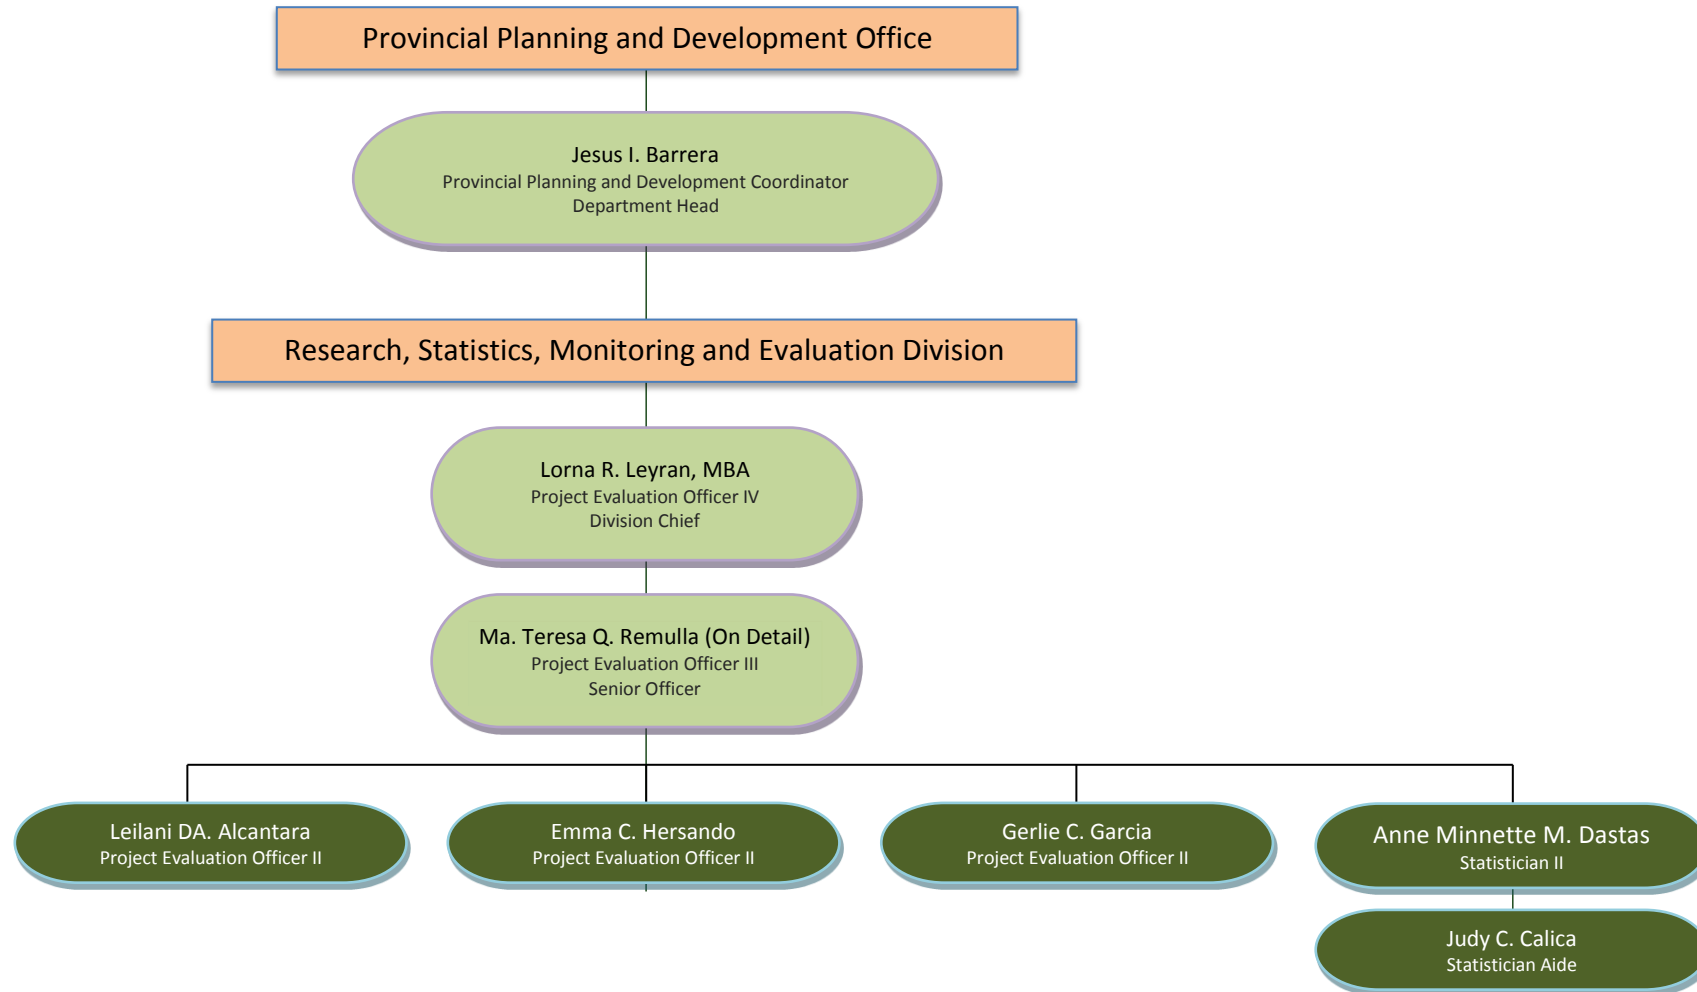 Provincial Planning and Development Office
Jesus I. Barrera
Provincial Planning and Development Coordinator
Department Head
Research, Statistics, Monitoring and Evaluation Division
Lorna R. Leyran, MBA
Project Evaluation Officer IV
Division Chief
Ma. Teresa Q. Remulla (On Detail)
Project Evaluation Officer III
Senior Officer
Leilani DA. Alcantara
Project Evaluation Officer II
Emma C. Hersando
Project Evaluation Officer II
Gerlie C. Garcia
Project Evaluation Officer II
Anne Minnette M. Dastas
Statistician II
Judy C. Calica
Statistician Aide